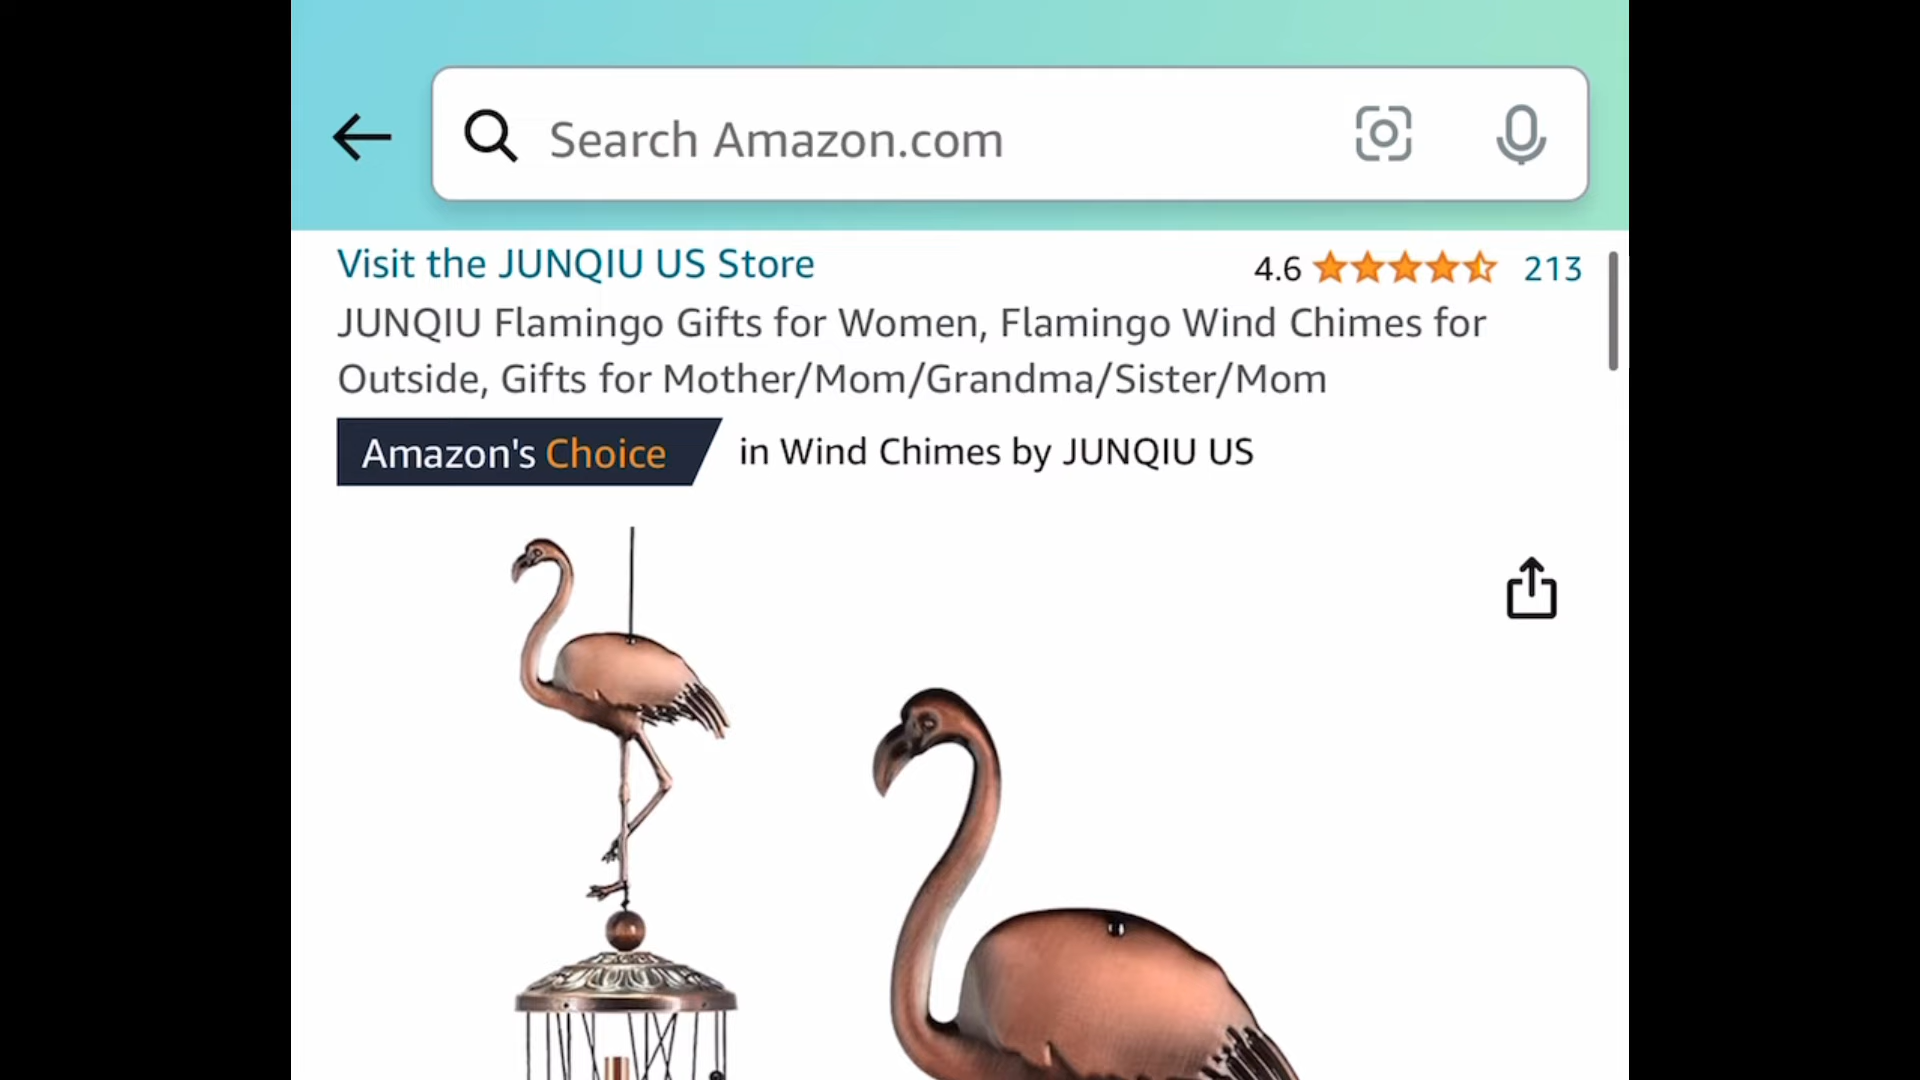 Search Amazon.com
Visit the JUNQIU US Store
4.6 213
JUNQIU Flamingo Gifts for Women, Flamingo Wind Chimes for
Outside, Gifts for Mother/Mom/Grandma/Sister/Mom
Amazon's Choice in Wind Chimes by JUNQIU US